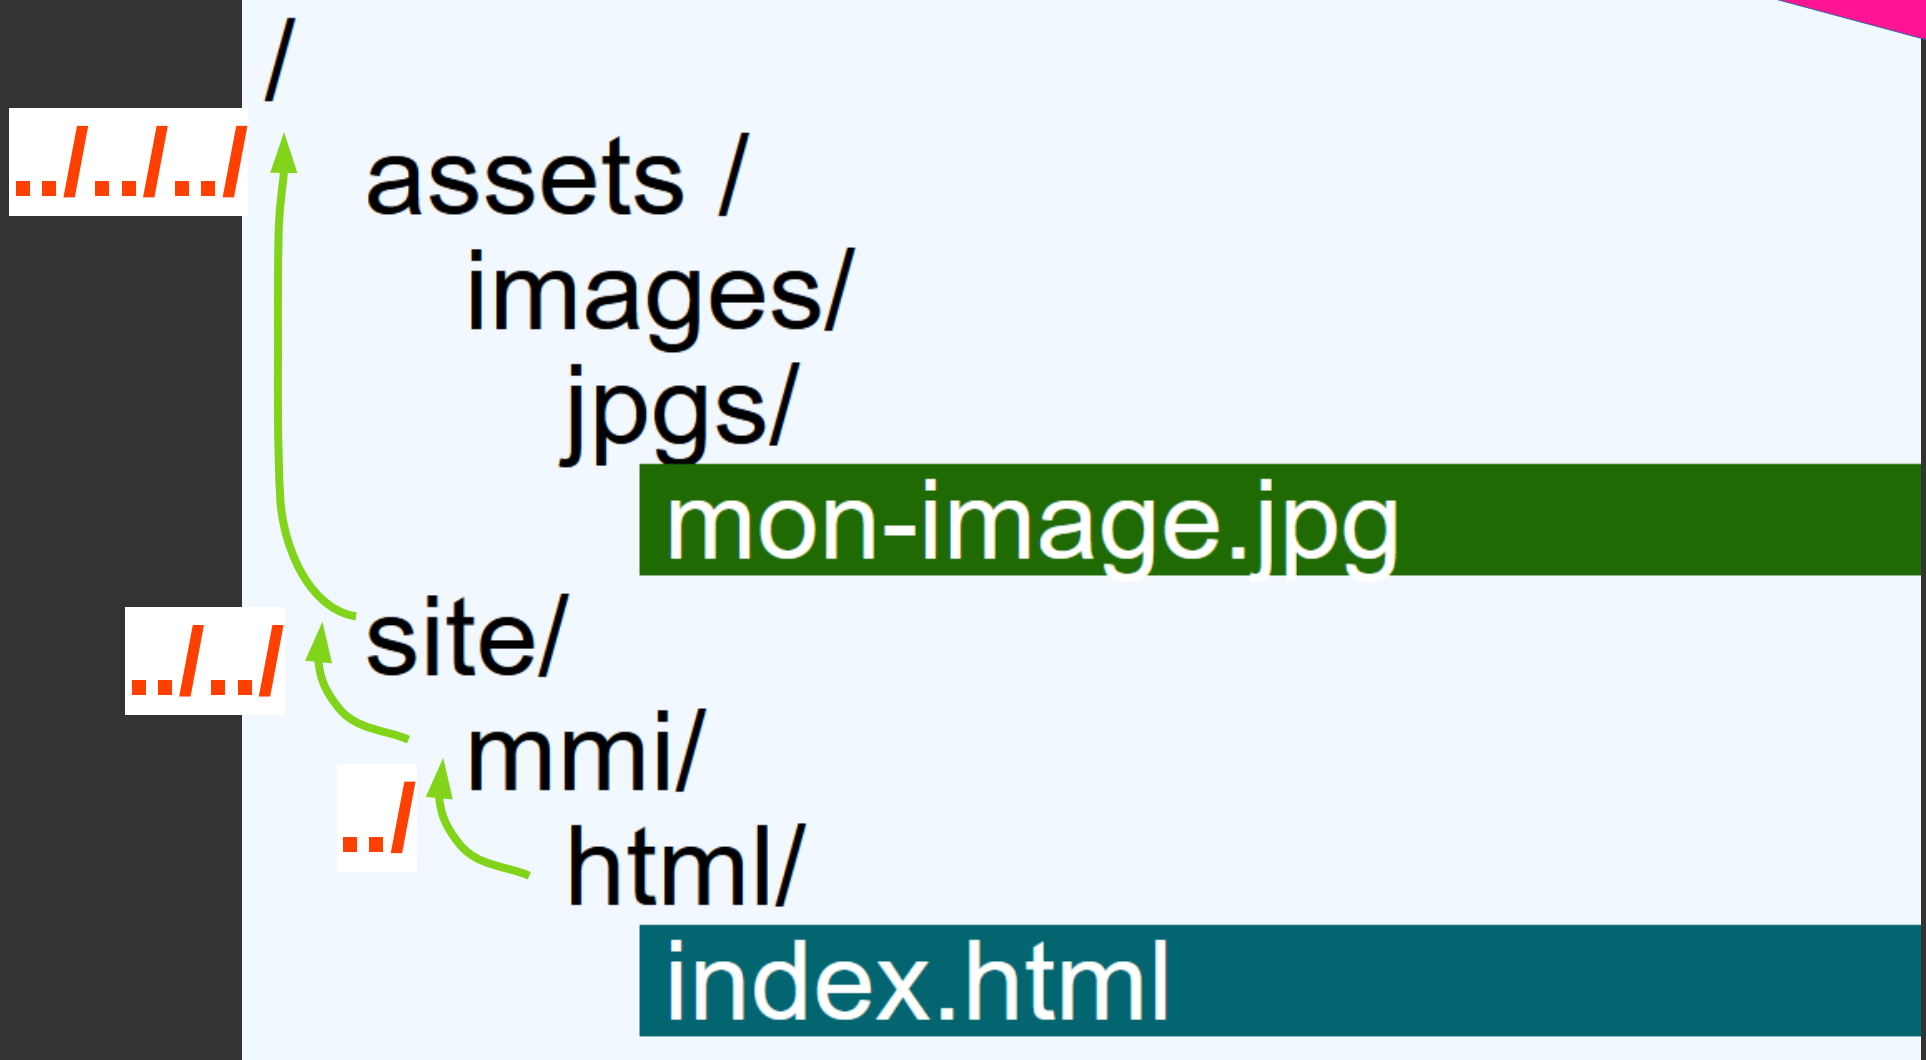 /
../../../
assets /
images/
jpgs/
mon-image.jpg
site/
../../
mmi/
../
html/
index.html